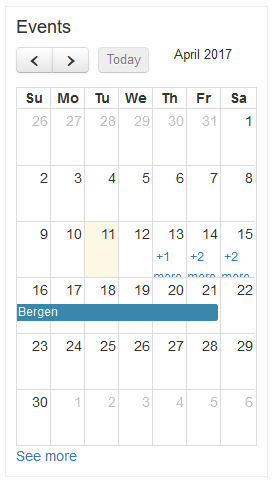 Events
Today April 2017
Su Mo Tu We Th Fr Sa
26 27 28 29 30 31 1
2 3 4 5 6 7 8
9 10 11 12 13 14 15
+1 +2 +2
more more more
16 17 18 19 20 21 22
Bergen
23 24 25 26 27 28 29
30 1 2 3 4 5 6
See more